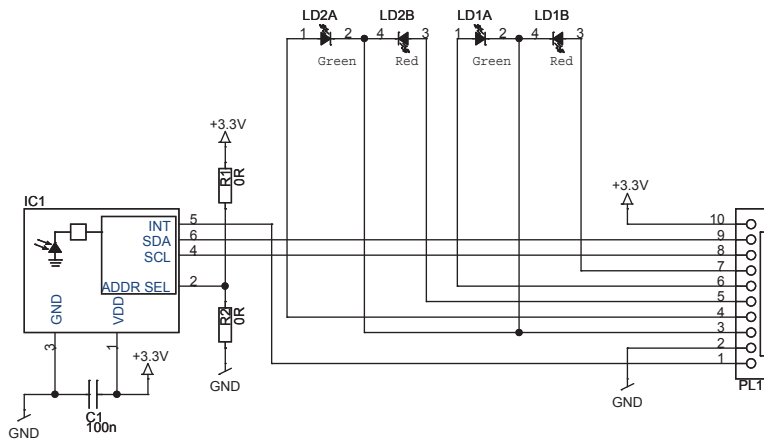 LD2A LD2B LD1A LD1B
1 2 4 3 1 2 4 3
Green Red Green Red
+3.3V
R1
0R
IC1
+3.3V
INT 5
SDA 6
SCL 4
ADDR SEL 2
GND
VDD
3
1
R2
0R
+3.3V
GND
C1
100n
GND
10
9
8
7
6
5
4
3
2
1
PL1
GND